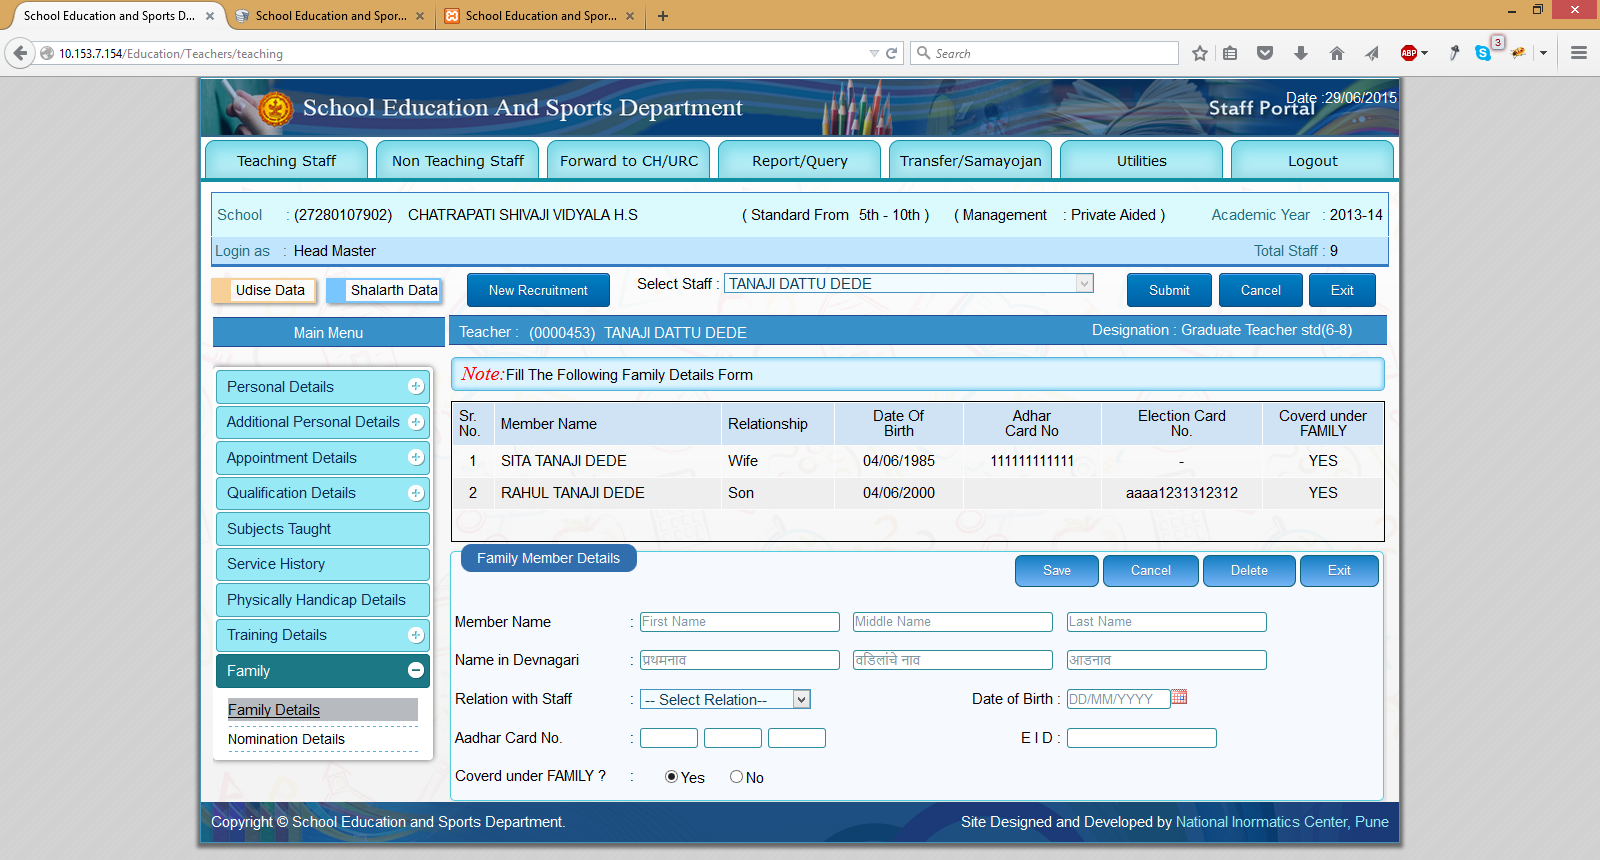 School Education and Sports D...
School Education and Spor...
School Education and Spor...
10.153.7.154/Education/Teachers/teaching
Search
ABP
3
School Education And Sports Department
Date :29/06/2015
Staff Portal
Teaching Staff Non Teaching Staff Forward to CH/URC Report/Query Transfer/Samayojan Utilities Logout
School : (27280107902) CHATRAPATI SHIVAJI VIDYALA H.S ( Standard From 5th - 10th ) ( Management : Private Aided ) Academic Year : 2013-14
Login as : Head Master Total Staff : 9
Udise Data Shalarth Data New Recruitment Select Staff : TANAJI DATTU DEDE Submit Cancel Exit
Main Menu
Teacher : (0000453) TANAJI DATTU DEDE Designation : Graduate Teacher std(6-8)
Personal Details
Additional Personal Details
Appointment Details
Qualification Details
Subjects Taught
Service History
Physically Handicap Details
Training Details
Family
Family Details
Nomination Details
Note:Fill The Following Family Details Form
Sr. No. Member Name Relationship Date Of Birth Adhar Card No Election Card No. Coverd under FAMILY
1 SITA TANAJI DEDE Wife 04/06/1985 111111111111 - YES
2 RAHUL TANAJI DEDE Son 04/06/2000 aaaa1231312312 YES
Family Member Details
Save Cancel Delete Exit
Member Name : First Name Middle Name Last Name
Name in Devnagari : प्रथमनाव वडिलांचे नाव आडनाव
Relation with Staff : -- Select Relation-- Date of Birth : DD/MM/YYYY
Aadhar Card No. : E I D :
Coverd under FAMILY ? : Yes No
Copyright © School Education and Sports Department. Site Designed and Developed by National Inormatics Center, Pune